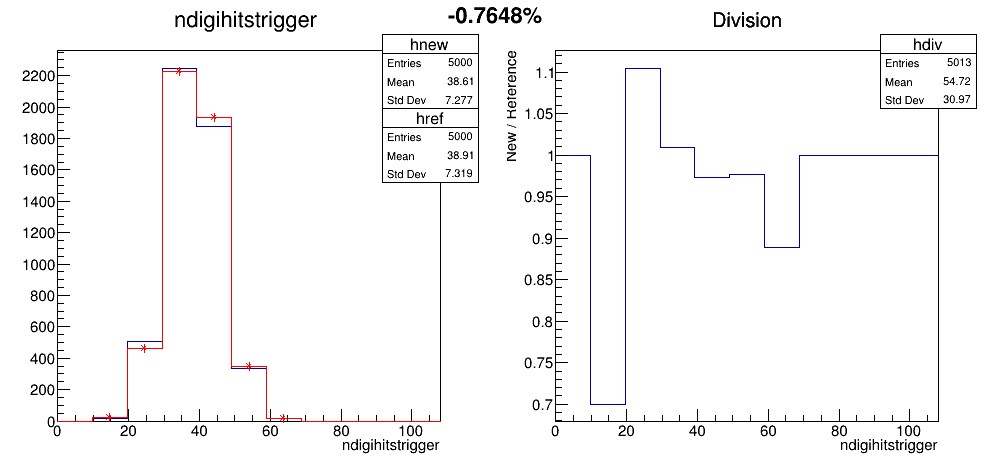 ndigihitstrigger
-0.7648%
Division
hnew
Entries 5000
Mean 38.61
Std Dev 7.277
href
Entries 5000
Mean 38.91
Std Dev 7.319
2200
2000
1800
1600
1400
1200
1000
800
600
400
200
0
0 20 40 60 80 100
ndigihitstrigger
hdiv
Entries 5013
Mean 54.72
Std Dev 30.97
New / Reference
1.1
1.05
1
0.95
0.9
0.85
0.8
0.75
0.7
0 20 40 60 80 100
ndigihitstrigger